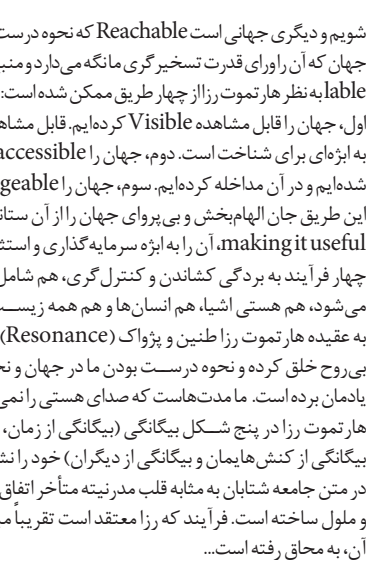 شویم و دیگری جهانی است Reachable که نحوه درست
جهان که آن را ورای قدرت تسخیر گری ما نگه می‌دارد و منبع
lable به نظر هارتموت رزا از چهار طریق ممکن شده است:
اول، جهان را قابل مشاهده Visible کرده‌ایم. قابل مشاهد
به ابژه‌ای برای شناخت است. دوم، جهان را accessible
شده‌ایم و در آن مداخله کرده‌ایم. سوم، جهان را geable
این طریق جان الهام‌بخش و بی‌پروای جهان را از آن ستانده
making it useful، آن را به ابژه سرمایه‌گذاری و استثم
چهار فرآیند به بردگی کشاندن و کنترل‌گری، هم شامل
می‌شود، هم هستی اشیا، هم انسان‌ها و هم همه زیست
به عقیده هارتموت رزا طنین و پژواک (Resonance)
بی‌روح خلق کرده و نحوه درست بودن ما در جهان و نح
یادمان برده است. ما مدت‌هاست که صدای هستی را نمی
هارتموت رزا در پنج شکل بیگانگی (بیگانگی از زمان،
بیگانگی از کنش‌هایمان و بیگانگی از دیگران) خود را نش
در متن جامعه شتابان به مثابه قلب مدرنیته متأخر اتفاق
و ملول ساخته است. فرآیند که رزا معتقد است تقریباً م
آن، به محاق رفته است...